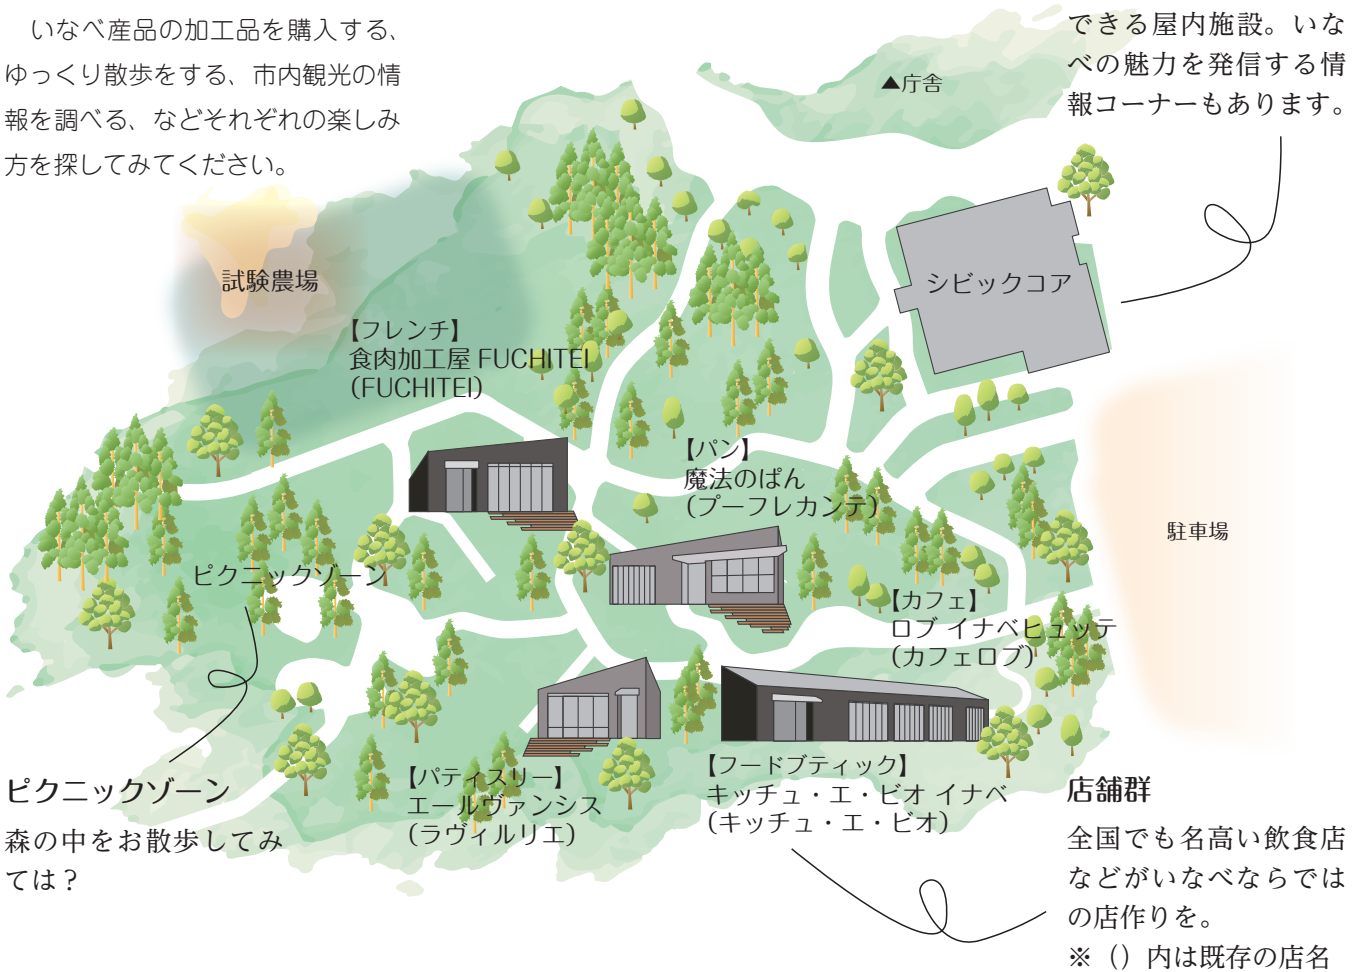 いなべ産品の加工品を購入する、
ゆっくり散歩をする、市内観光の情
報を調べる、などそれぞれの楽しみ
方を探してみてください。
できる屋内施設。いな
べの魅力を発信する情
報コーナーもあります。
▲庁舎
シビックコア
試験農場
【フレンチ】
食肉加工屋 FUCHITEI
(FUCHITEI)
【パン】
魔法のぱん
(プーフレカンテ)
駐車場
ピクニックゾーン
【カフェ】
ロブ イナベヒュッテ
(カフェロブ)
【パティスリー】
エールヴァンシス
(ラヴィルリエ)
【フードブティック】
キッチュ・エ・ビオ イナベ
(キッチュ・エ・ビオ)
ピクニックゾーン
森の中をお散歩してみ
ては？
店舗群
全国でも名高い飲食店
などがいなべならでは
の店作りを。
※（）内は既存の店名